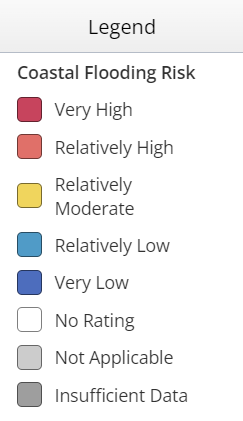 Legend
Coastal Flooding Risk
Very High
Relatively High
Relatively
Moderate
Relatively Low
Very Low
No Rating
Not Applicable
Insufficient Data